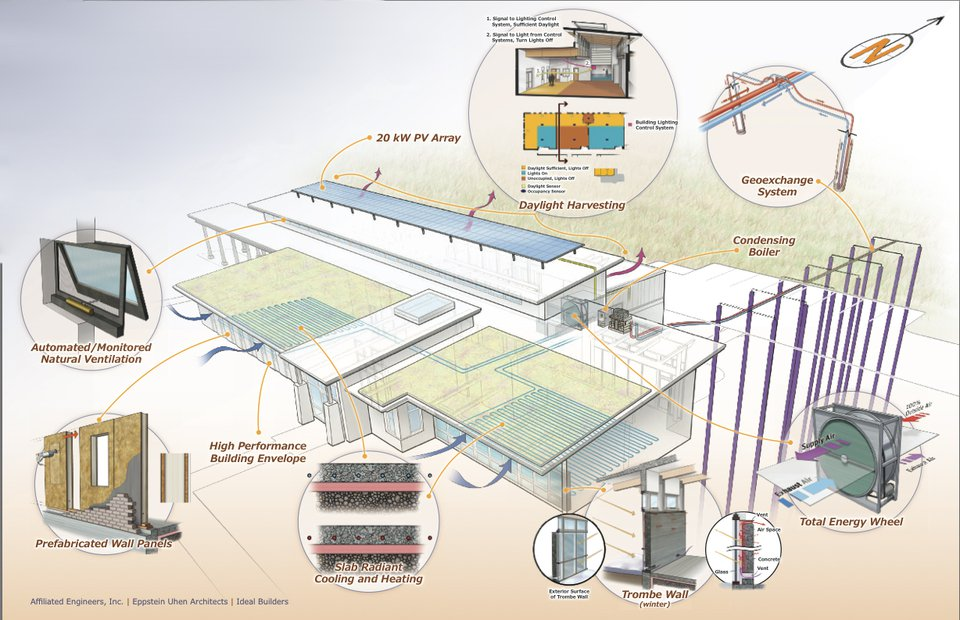 1. Signal to Lighting Control
System, Sufficient Daylight
2. Signal to Light from Control
Systems, Turn Lights Off
N
20 kW PV Array
Building Lighting
Control System
Daylight Sufficient, Lights Off
Lights On
Unoccupied, Lights Off
Daylight Sensor
Occupancy Sensor
Daylight Harvesting
Geoexchange
System
Condensing
Boiler
Automated/Monitored
Natural Ventilation
High Performance
Building Envelope
100%
Outside Air
Supply Air
Exhaust Air
Exhaust Air
Total Energy Wheel
Prefabricated Wall Panels
Slab Radiant
Cooling and Heating
Vent
Air Space
Concrete
Vent
Glass
Exterior Surface
of Trombe Wall
Trombe Wall
(winter)
Affiliated Engineers, Inc. | Eppstein Uhen Architects | Ideal Builders